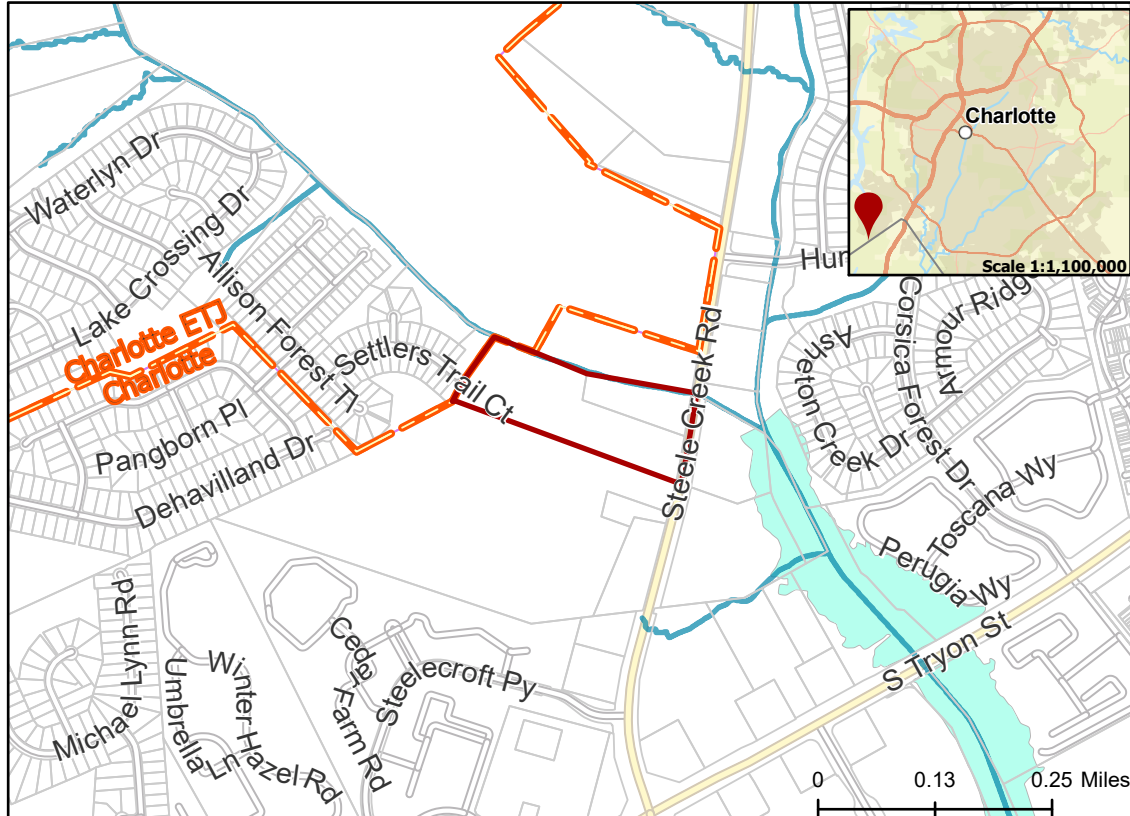 Charlotte
Scale 1:1,100,000
Waterlyn Dr
Lake Crossing Dr
Allison Forest Tl
Charlotte ETJ
Charlotte
Settlers Trail Ct
Pangborn Pl
Dehavilland Dr
Steele Creek Rd
Hun
Asheton Creek Dr
Corsica Forest Dr
Armour Ridge
Toscana Wy
Perugia Wy
S Tryon St
Michael Lynn Rd
Umbrella Ln
Winter Hazel Rd
Cedar Farm Rd
Steelecroft Py
0 0.13 0.25 Miles